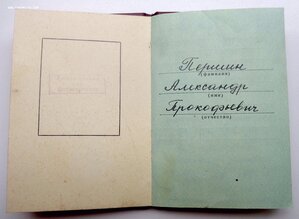 Першин
(фамилия)
Александр
(имя)
Прокофьевич
(отчество)